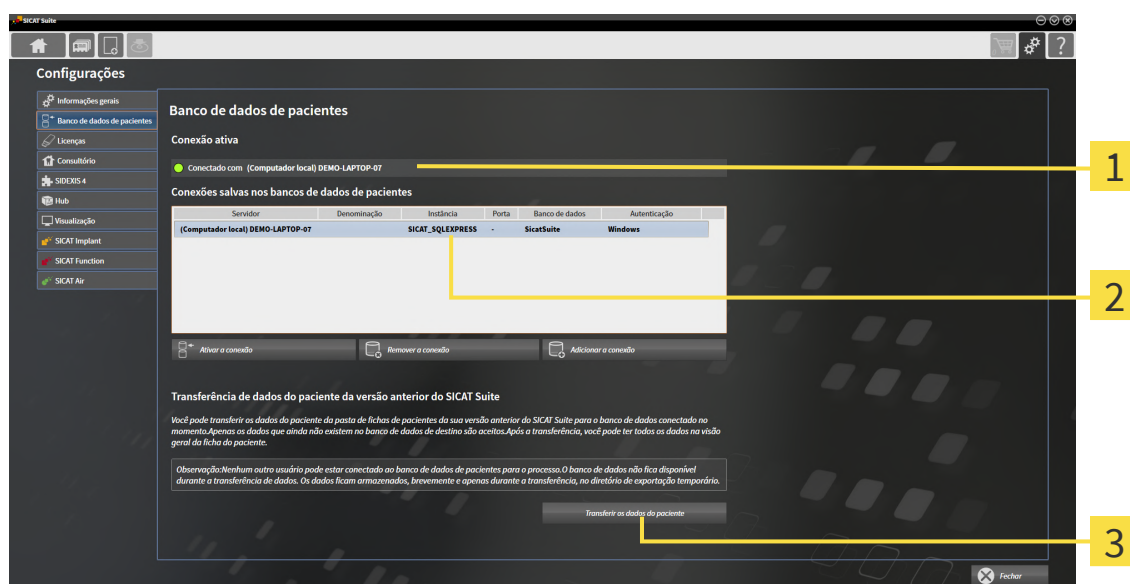 SICAT Suite
?
Configurações
Informações gerais
Banco de dados de pacientes
Licenças
Consultório
SIDEXIS 4
Hub
Visualização
SICAT Implant
SICAT Function
SICAT Air
Banco de dados de pacientes
Conexão ativa
Conectado com (Computador local) DEMO-LAPTOP-07
1
Conexões salvas nos bancos de dados de pacientes
Servidor Denominação Instância Porta Banco de dados Autenticação
(Computador local) DEMO-LAPTOP-07 SICAT_SQLEXPRESS - SicatSuite Windows
2
Ativar a conexão Remover a conexão Adicionar a conexão
Transferência de dados do paciente da versão anterior do SICAT Suite
Você pode transferir os dados do paciente da pasta de fichas de pacientes da sua versão anterior do SICAT Suite para o banco de dados conectado no
momento.Apenas os dados que ainda não existem no banco de dados de destino são aceitos.Após a transferência, você pode ter todos os dados na visão
geral da ficha do paciente.
Observação:Nenhum outro usuário pode estar conectado ao banco de dados de pacientes para o processo.O banco de dados não fica disponível
durante a transferência de dados. Os dados ficam armazenados, brevemente e apenas durante a transferência, no diretório de exportação temporário.
Transferir os dados do paciente
3
Fechar